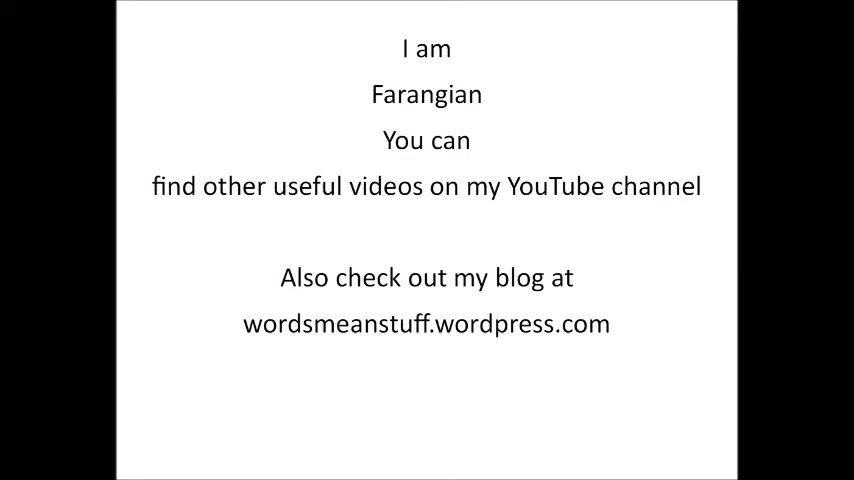 I am
Farangian
You can
find other useful videos on my YouTube channel
Also check out my blog at
wordsmeanstuff.wordpress.com